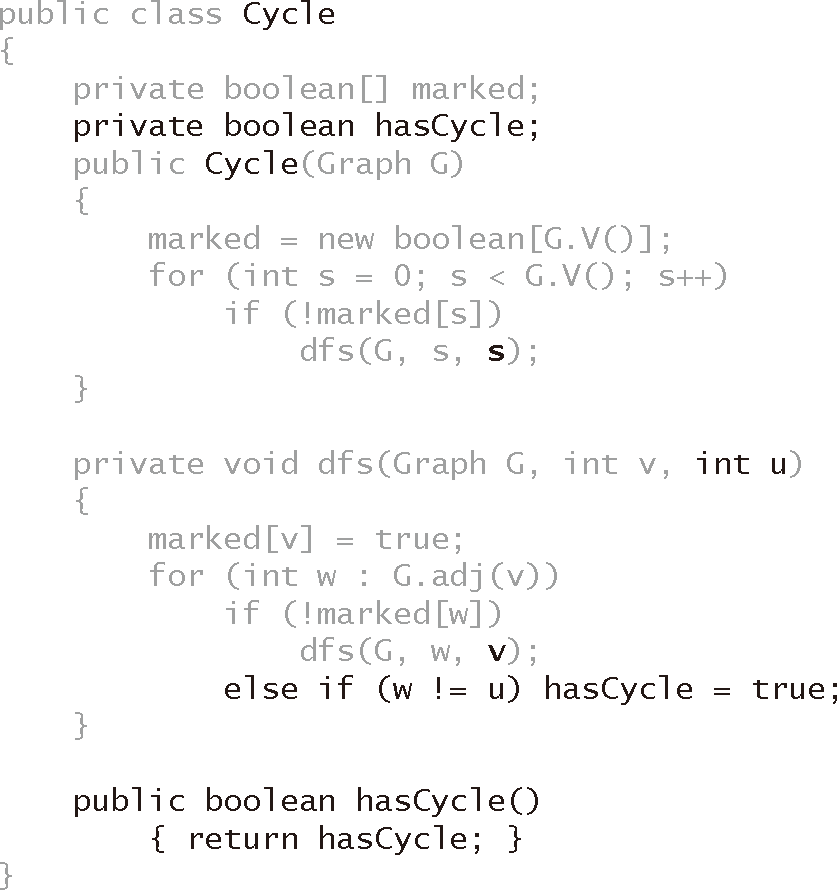 public class Cycle
{
    private boolean[] marked;
    private boolean hasCycle;
    public Cycle(Graph G)
    {
        marked = new boolean[G.V()];
        for (int s = 0; s < G.V(); s++)
            if (!marked[s])
                dfs(G, s, s);
    }

    private void dfs(Graph G, int v, int u)
    {
        marked[v] = true;
        for (int w : G.adj(v))
            if (!marked[w])
                dfs(G, w, v);
            else if (w != u) hasCycle = true;
    }

    public boolean hasCycle()
        { return hasCycle; }
}